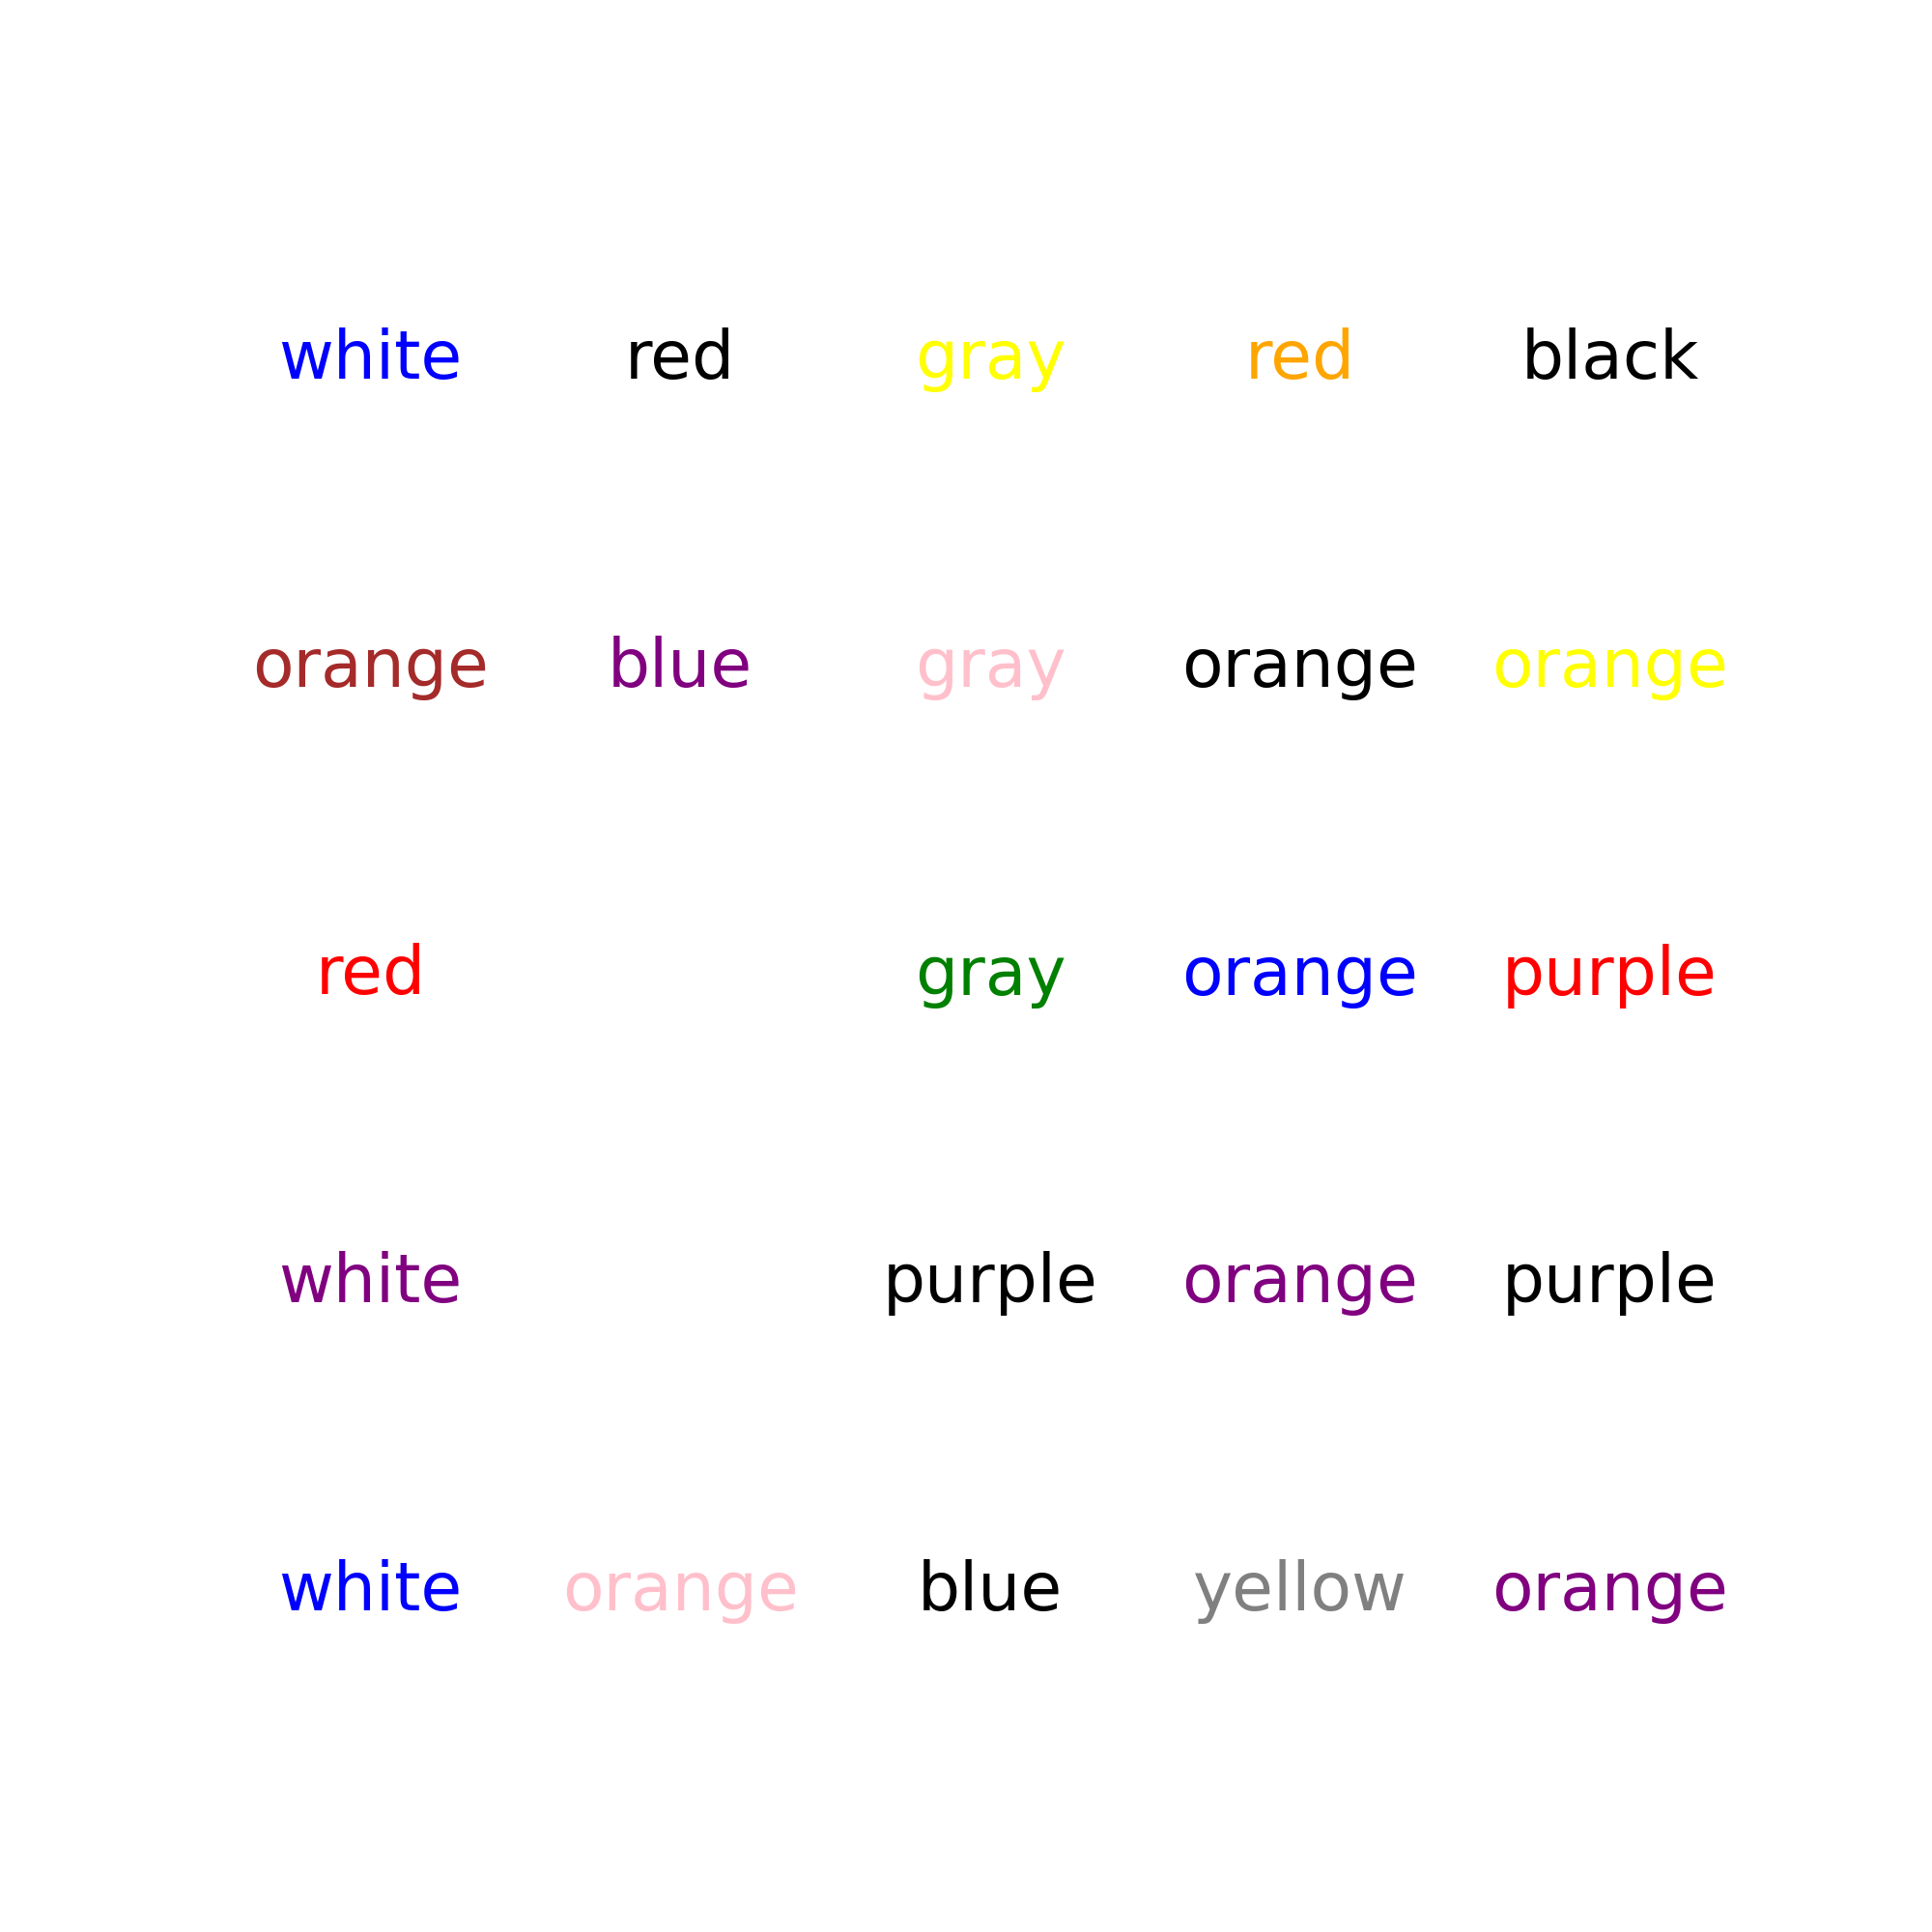 white red gray red black
orange blue gray orange orange
red gray orange purple
white purple orange purple
white orange blue yellow orange